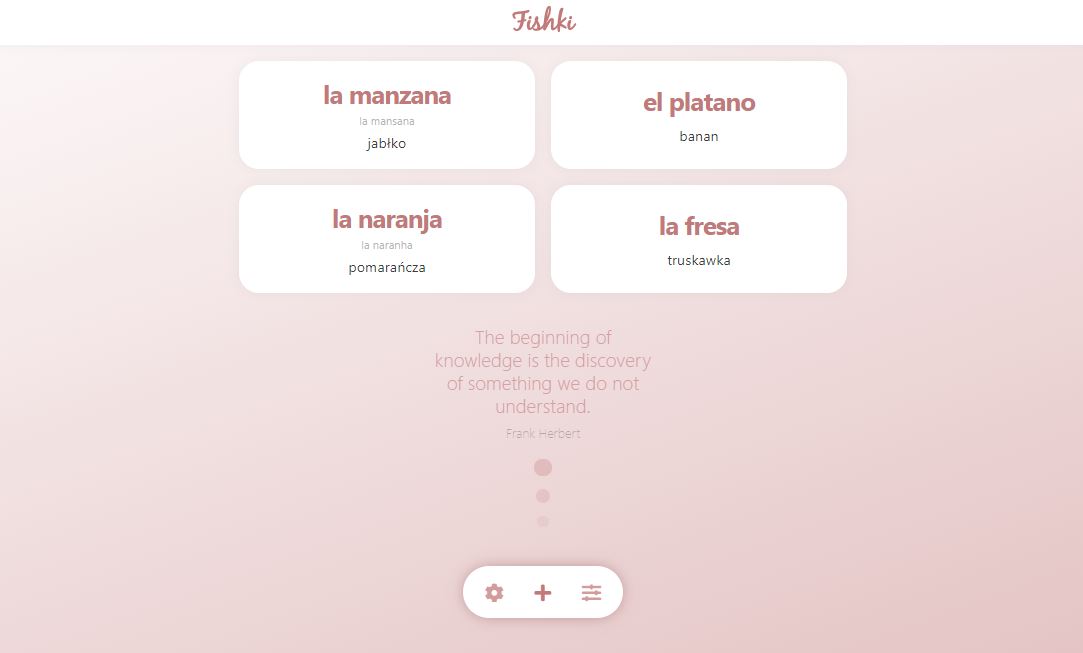 Fishki
la manzana
la mansana
jabłko
el platano
banan
la naranja
la naranha
pomarańcza
la fresa
truskawka
The beginning of
knowledge is the discovery
of something we do not
understand.
Frank Herbert